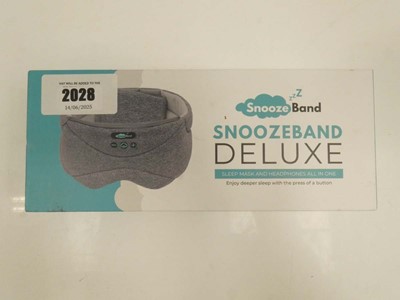 2028
14/06/2025
zzZ
Snooze Band
SNOOZEBAND
DELUXE
SLEEP MASK AND HEADPHONES ALL IN ONE
Enjoy deeper sleep with the press of a button